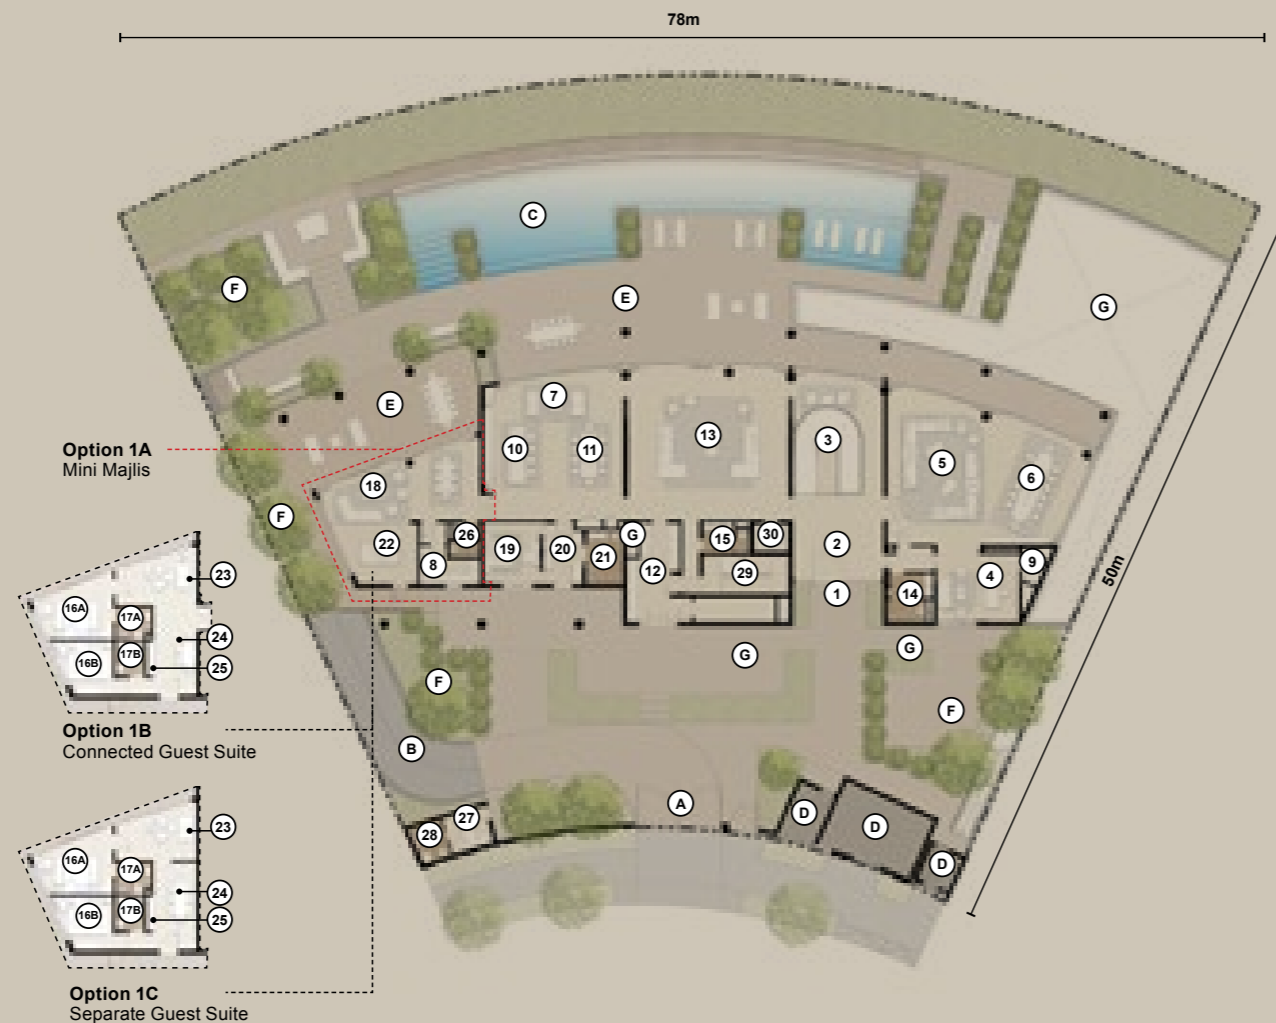 78m
C
F
E
G
E
7
13
3
10
11
5
6
Option 1A
Mini Majlis
18
F
22
26
8
19
20
21
G
12
15
30
29
2
1
14
4
9
50m
23
16A
17A
24
16B
17B
25
Option 1B
Connected Guest Suite
G
G
F
F
B
A
D
D
D
27
28
23
16A
17A
24
16B
17B
25
Option 1C
Separate Guest Suite